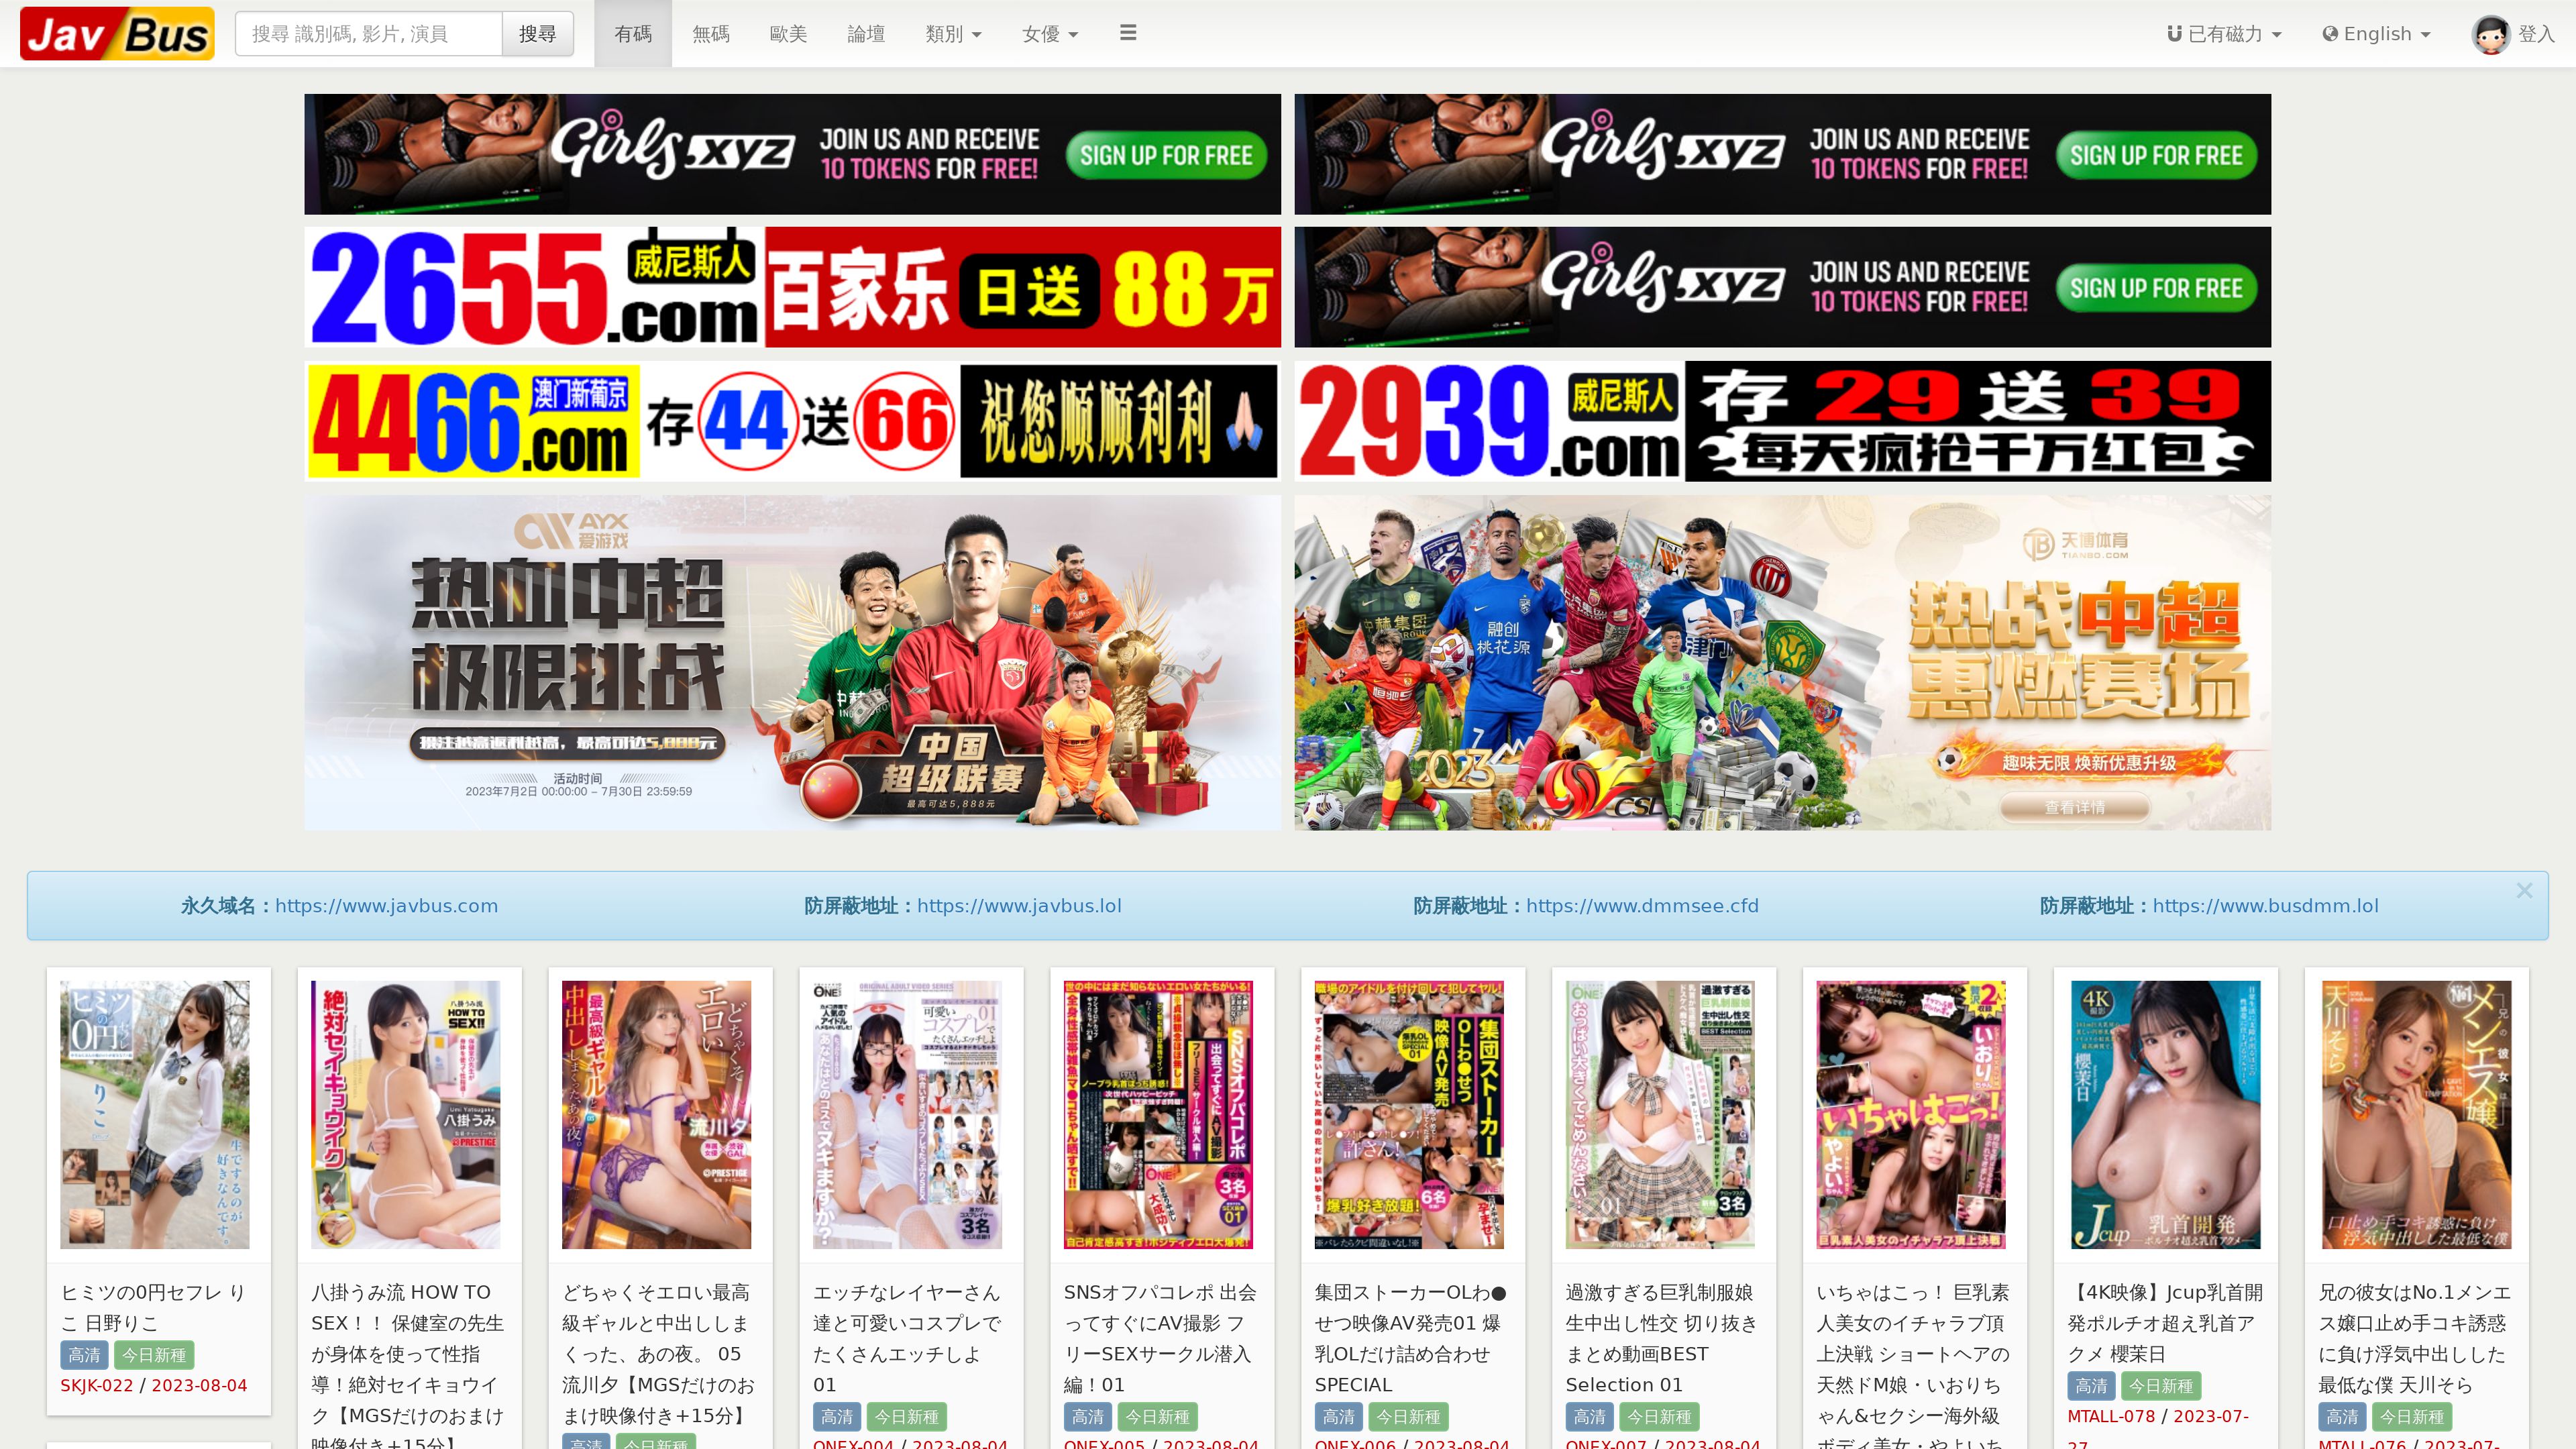 JavBus
搜尋 識別碼, 影片, 演員
搜尋
有碼
無碼
歐美
論壇
類別
女優
已有磁力
English
登入
Girls.xyz JOIN US AND RECEIVE 10 TOKENS FOR FREE! SIGN UP FOR FREE
Girls.xyz JOIN US AND RECEIVE 10 TOKENS FOR FREE! SIGN UP FOR FREE
2655.com 威尼斯人 百家乐 日送 88万
Girls.xyz JOIN US AND RECEIVE 10 TOKENS FOR FREE! SIGN UP FOR FREE
4466.com 澳门新葡京 存44送66 祝您顺顺利利
2939.com 威尼斯人 存 29 送 39
每天疯抢千万红包
AYX
爱游戏
热血中超
极限挑战
活动时间
2023年7月2日 00:00:00 – 7月30日 23:59:59
中国
超级联赛
最高可达5,888元
天博体育
TIANBO.COM
热战中超
惠燃赛场
趣味无限 焕新优惠升级
查看详情
融创
桃花源
2023
CSL
永久域名：https://www.javbus.com
防屏蔽地址：https://www.javbus.lol
防屏蔽地址：https://www.dmmsee.cfd
防屏蔽地址：https://www.busdmm.lol
ヒミツの0円セフレ り
こ 日野りこ
高清 今日新種
SKJK-022 / 2023-08-04
八掛うみ流 HOW TO
SEX！！ 保健室の先生
が身体を使って性指
導！絶対セイキョウイ
ク【MGSだけのおまけ
映像付き+15分】
どちゃくそエロい最高
級ギャルと中出ししま
くった、あの夜。 05
流川夕【MGSだけのお
まけ映像付き+15分】
高清 今日新種
エッチなレイヤーさん
達と可愛いコスプレで
たくさんエッチしよ
01
高清 今日新種
ONEX-004 / 2023-08-04
SNSオフパコレポ 出会
ってすぐにAV撮影 フ
リーSEXサークル潜入
編！01
高清 今日新種
ONEX-005 / 2023-08-04
集団ストーカーOLわ●
せつ映像AV発売01 爆
乳OLだけ詰め合わせ
SPECIAL
高清 今日新種
ONEX-006 / 2023-08-04
過激すぎる巨乳制服娘
生中出し性交 切り抜き
まとめ動画BEST
Selection 01
高清 今日新種
ONEX-007 / 2023-08-04
いちゃはこっ！ 巨乳素
人美女のイチャラブ頂
上決戦 ショートヘアの
天然ドM娘・いおりち
ゃん&セクシー海外級
ボディ美女・やよいち
【4K映像】Jcup乳首開
発ポルチオ超え乳首ア
クメ 櫻茉日
高清 今日新種
MTALL-078 / 2023-07-
27
兄の彼女はNo.1メンエ
ス嬢口止め手コキ誘惑
に負け浮気中出しした
最低な僕 天川そら
高清 今日新種
MTALL-076 / 2023-07-